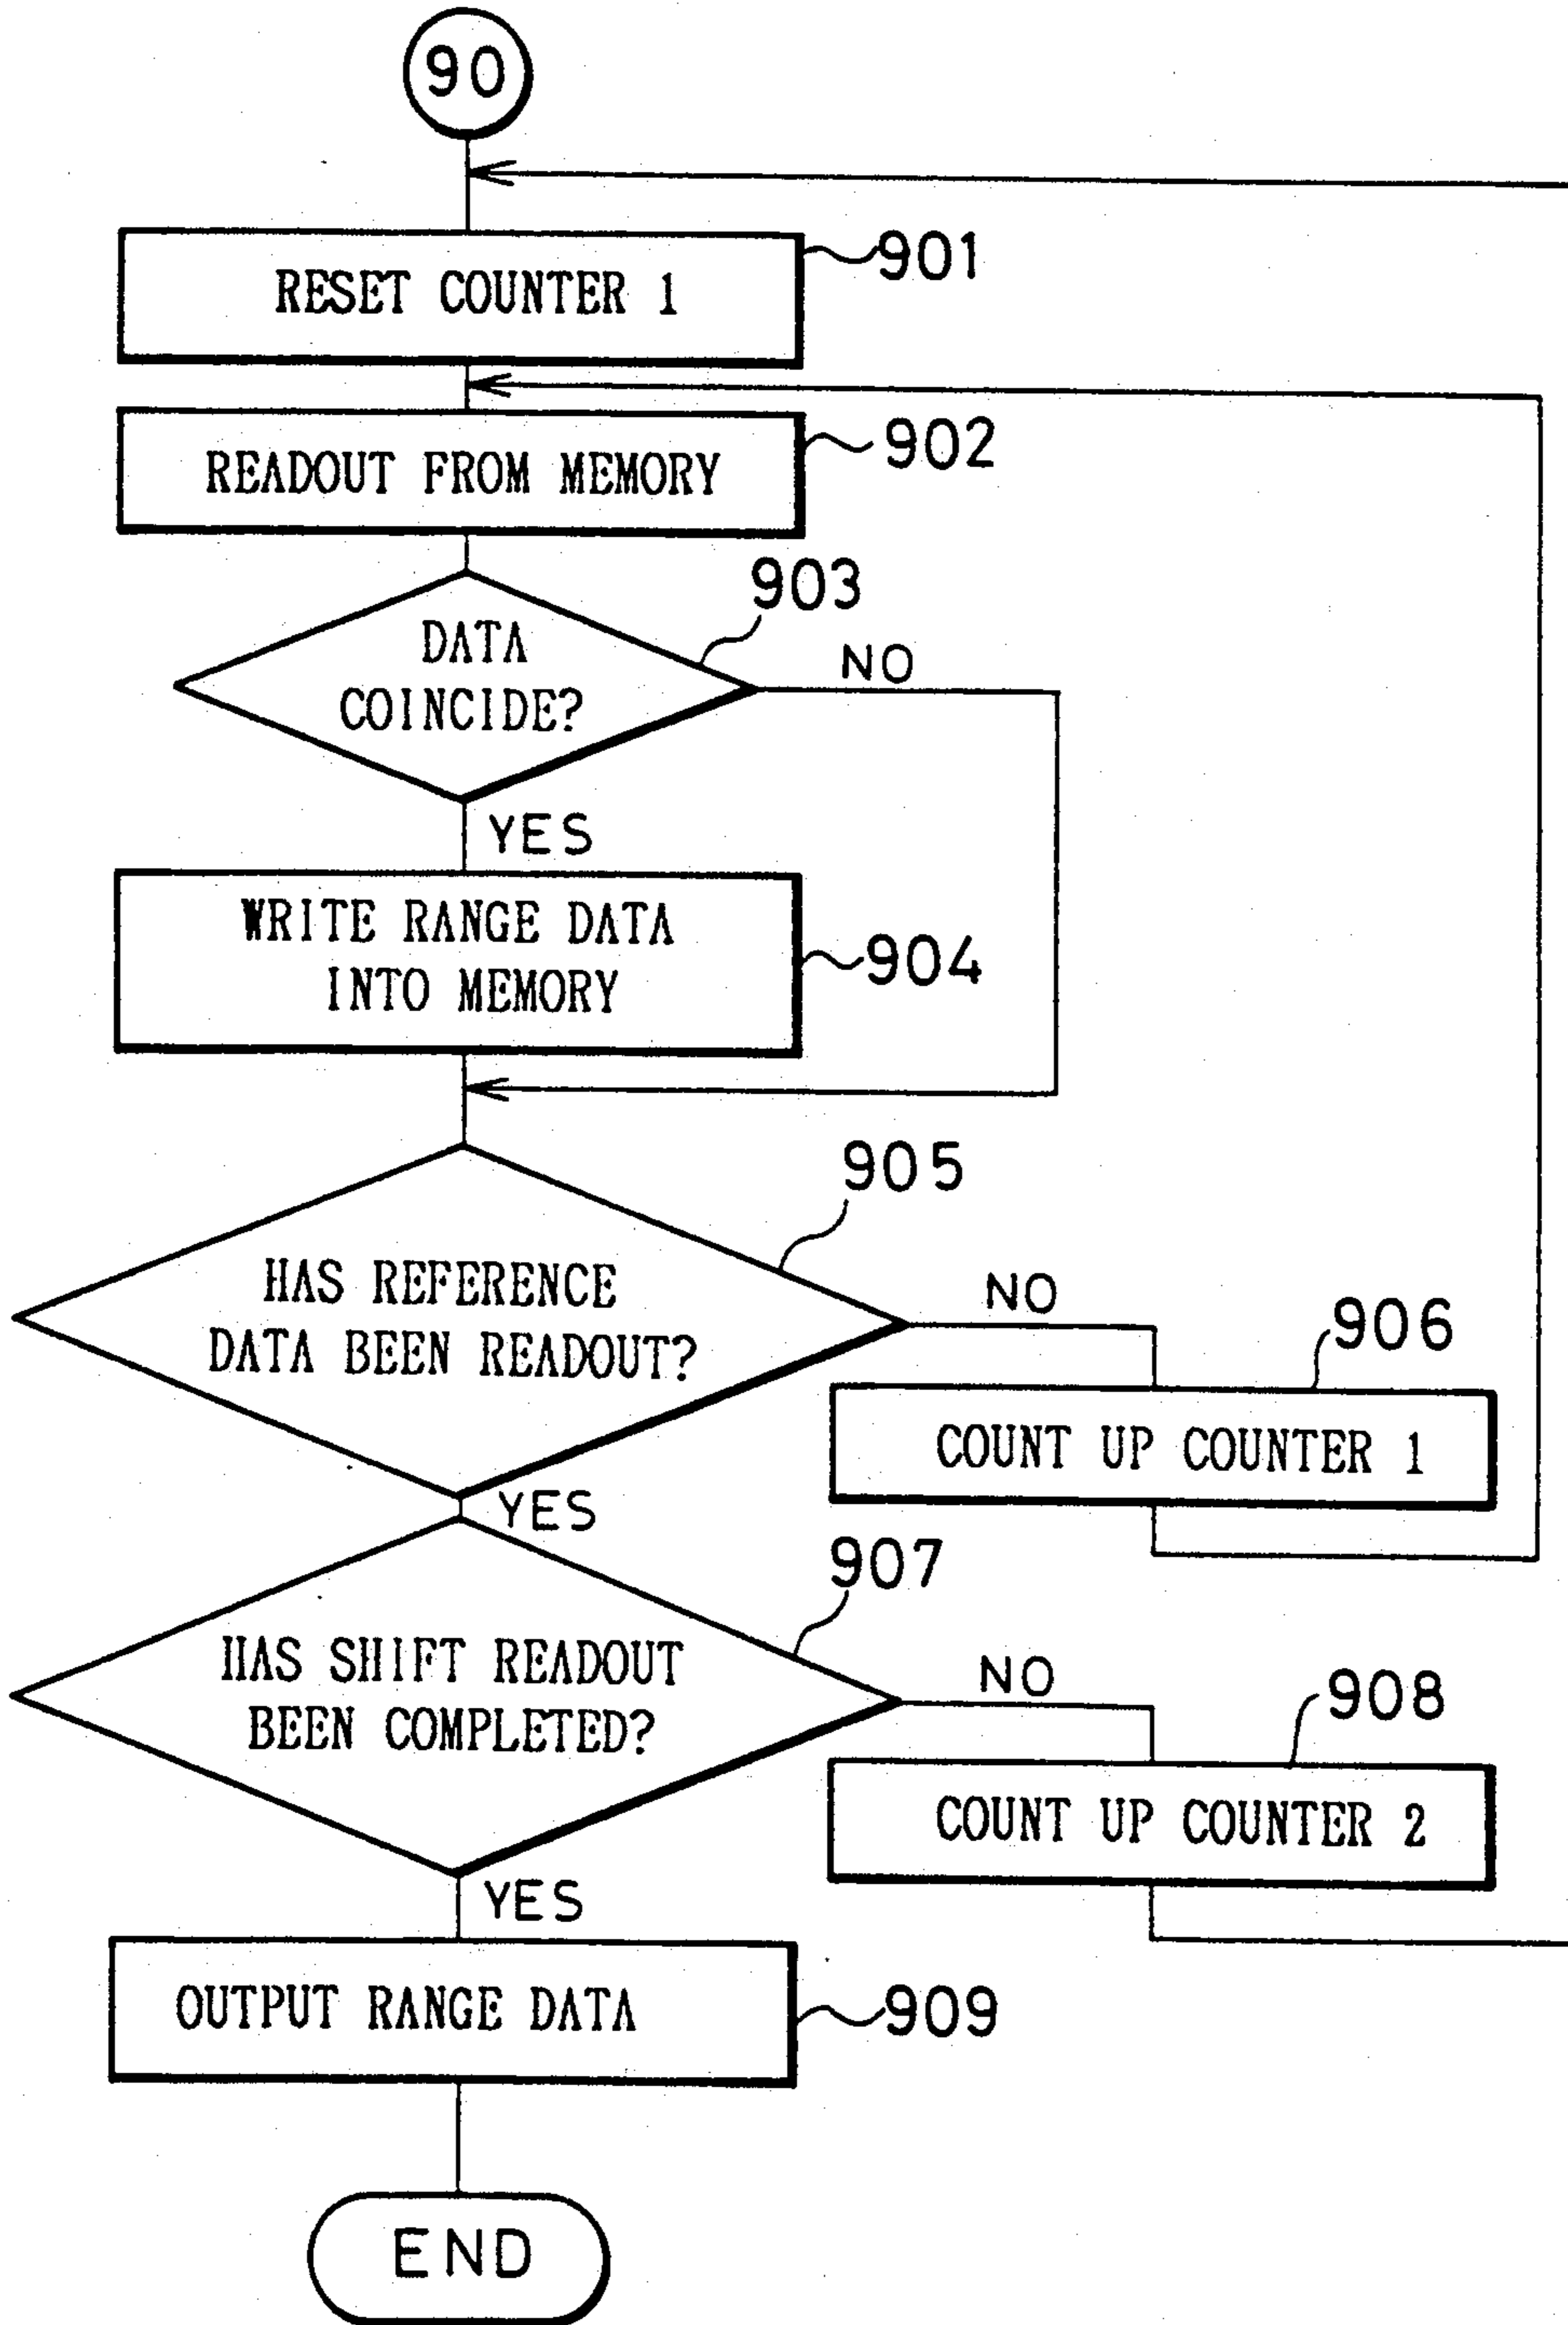 90
RESET COUNTER 1
901
READOUT FROM MEMORY
902
903
DATA
COINCIDE?
NO
YES
WRITE RANGE DATA
INTO MEMORY
904
905
HAS REFERENCE
DATA BEEN READOUT?
NO
906
COUNT UP COUNTER 1
YES
907
HAS SHIFT READOUT
BEEN COMPLETED?
NO
908
COUNT UP COUNTER 2
YES
OUTPUT RANGE DATA
909
END